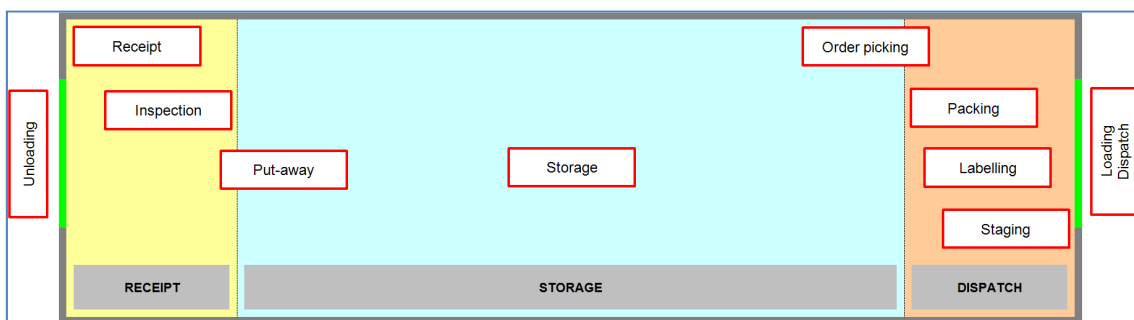 Unloading
Receipt
Inspection
Put-away
Storage
Order picking
Packing
Labelling
Staging
Loading
Dispatch
RECEIPT
STORAGE
DISPATCH